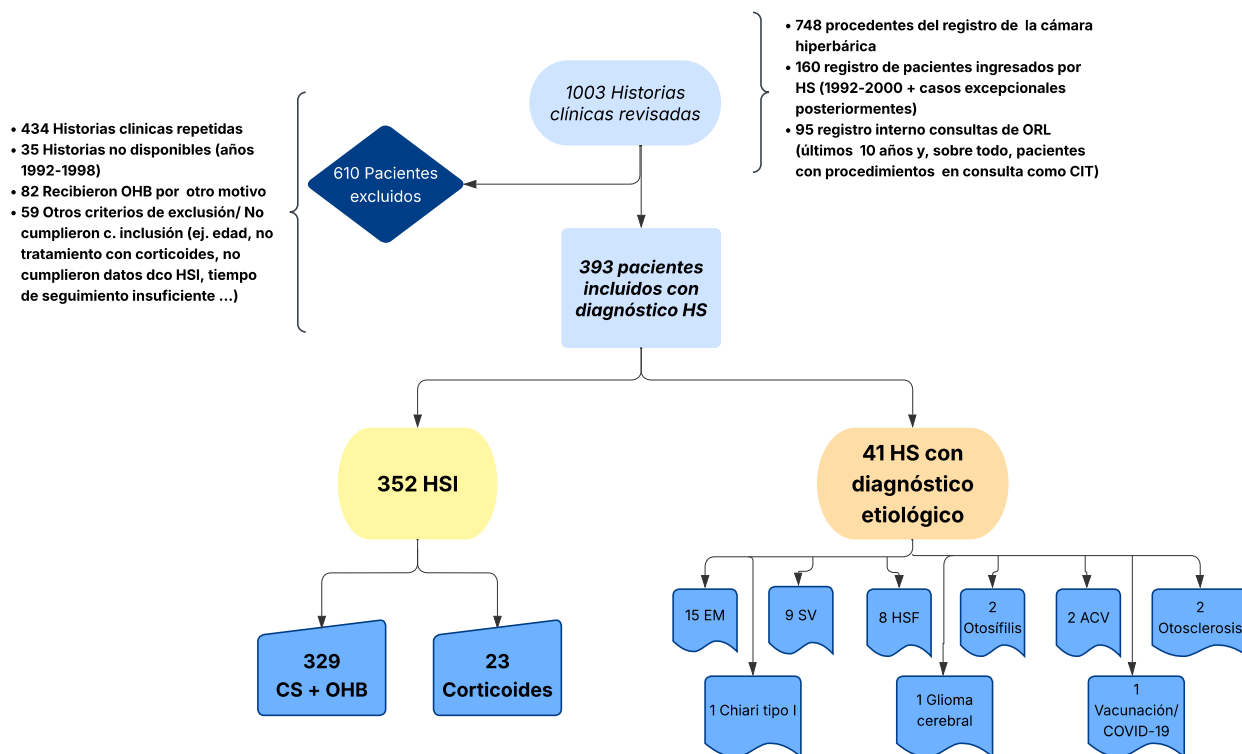 • 748 procedentes del registro de la cámara
hiperbárica
• 160 registro de pacientes ingresados por
HS (1992-2000 + casos excepcionales
posteriormentes)
• 95 registro interno consultas de ORL
(últimos 10 años y, sobre todo, pacientes
con procedimientos en consulta como CIT)
1003 Historias
clínicas revisadas
• 434 Historias clinicas repetidas
• 35 Historias no disponibles (años
1992-1998)
• 82 Recibieron OHB por otro motivo
• 59 Otros criterios de exclusión/ No
cumplieron c. inclusión (ej. edad, no
tratamiento con corticoides, no
cumplieron datos dco HSI, tiempo
de seguimiento insuficiente ...)
610 Pacientes
excluidos
393 pacientes
incluidos con
diagnóstico HS
352 HSI
41 HS con
diagnóstico
etiológico
329
CS + OHB
23
Corticoides
15 EM
9 SV
8 HSF
2
Otosífilis
2 ACV
2
Otosclerosis
1 Chiari tipo I
1 Glioma
cerebral
1
Vacunación/
COVID-19